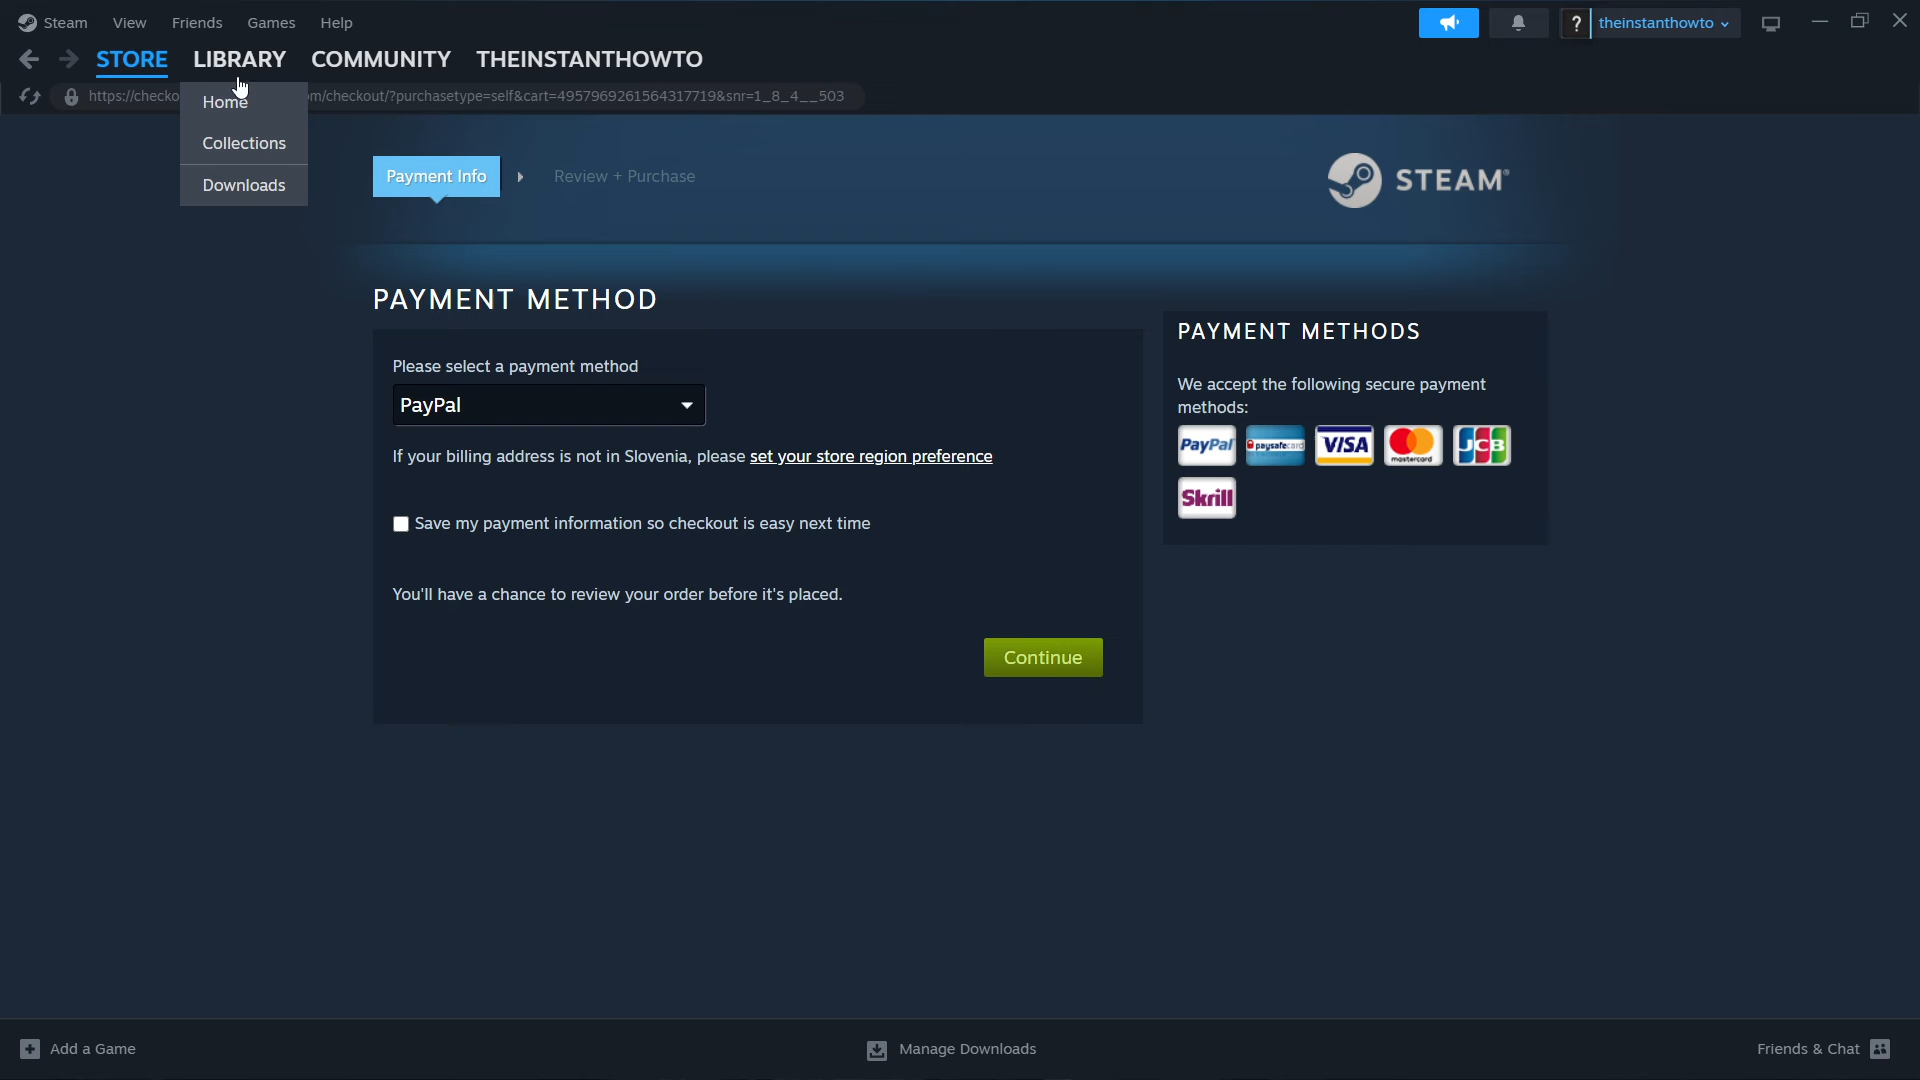 Steam View Friends Games Help ? theinstanthowto
STORE LIBRARY COMMUNITY THEINSTANTHOWTO
https://checko m/checkout/?purchasetype=self&cart=4957969261564317719&snr=1_8_4__503
Home
Collections
Downloads
Payment Info Review + Purchase
STEAM®
PAYMENT METHOD
Please select a payment method
PayPal
If your billing address is not in Slovenia, please set your store region preference
Save my payment information so checkout is easy next time
You'll have a chance to review your order before it's placed.
Continue
PAYMENT METHODS
We accept the following secure payment
methods:
PayPal paysafecard VISA mastercard JCB
Skrill
Add a Game Manage Downloads Friends & Chat